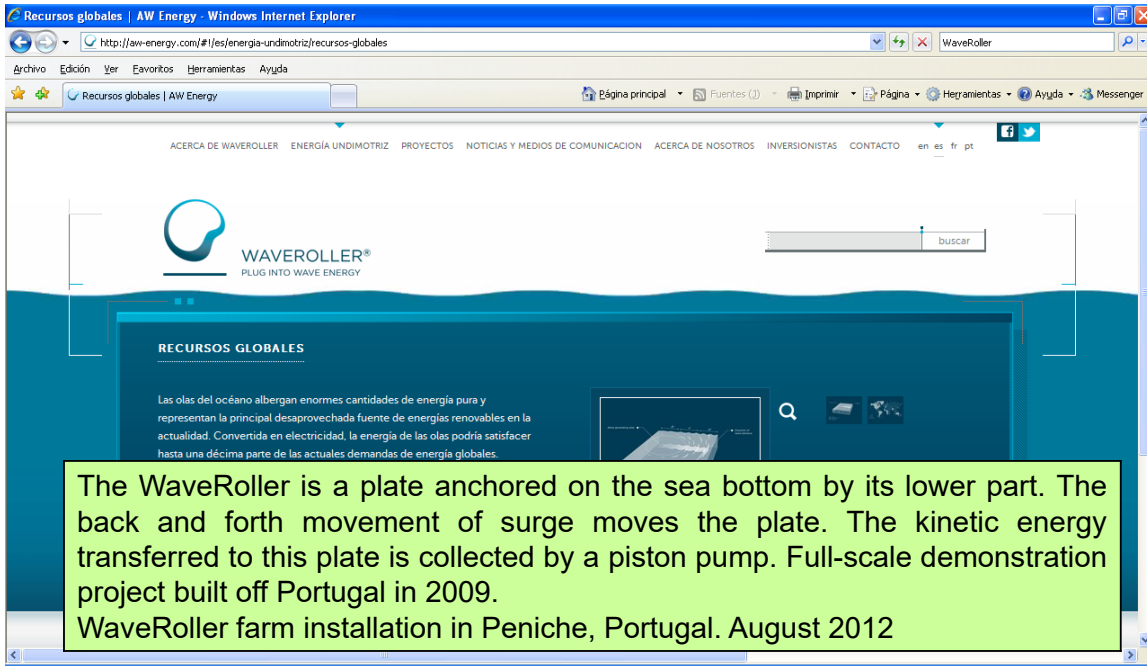 Recursos globales | AW Energy - Windows Internet Explorer
http://aw-energy.com/#!/es/energia-undimotriz/recursos-globales
WaveRoller
Archivo Edición Ver Favoritos Herramientas Ayuda
Recursos globales | AW Energy
Página principal Fuentes (J) Imprimir Página Herramientas Ayuda Messenger
ACERCA DE WAVEROLLER ENERGÍA UNDIMOTRIZ PROYECTOS NOTICIAS Y MEDIOS DE COMUNICACION ACERCA DE NOSOTROS INVERSIONISTAS CONTACTO en es fr pt
WAVEROLLER®
PLUG INTO WAVE ENERGY
buscar
RECURSOS GLOBALES
Las olas del océano albergan enormes cantidades de energía pura y
representan la principal desaprovechada fuente de energías renovables en la
actualidad. Convertida en electricidad, la energía de las olas podría satisfacer
hasta una décima parte de las actuales demandas de energía globales.
The WaveRoller is a plate anchored on the sea bottom by its lower part. The
back and forth movement of surge moves the plate. The kinetic energy
transferred to this plate is collected by a piston pump. Full-scale demonstration
project built off Portugal in 2009.
WaveRoller farm installation in Peniche, Portugal. August 2012